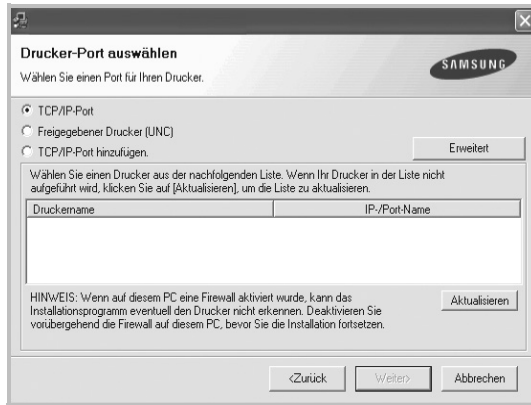 Drucker-Port auswählen
Wählen Sie einen Port für Ihren Drucker.
SAMSUNG
TCP/IP-Port
Freigegebener Drucker (UNC)
TCP/IP-Port hinzufügen.
Erweitert
Wählen Sie einen Drucker aus der nachfolgenden Liste. Wenn Ihr Drucker in der Liste nicht
aufgeführt wird, klicken Sie auf [Aktualisieren], um die Liste zu aktualisieren.
Druckername
IP-/Port-Name
HINWEIS: Wenn auf diesem PC eine Firewall aktiviert wurde, kann das
Installationsprogramm eventuell den Drucker nicht erkennen. Deaktivieren Sie
vorübergehend die Firewall auf diesem PC, bevor Sie die Installation fortsetzen.
Aktualisieren
<Zurück
Weiter>
Abbrechen